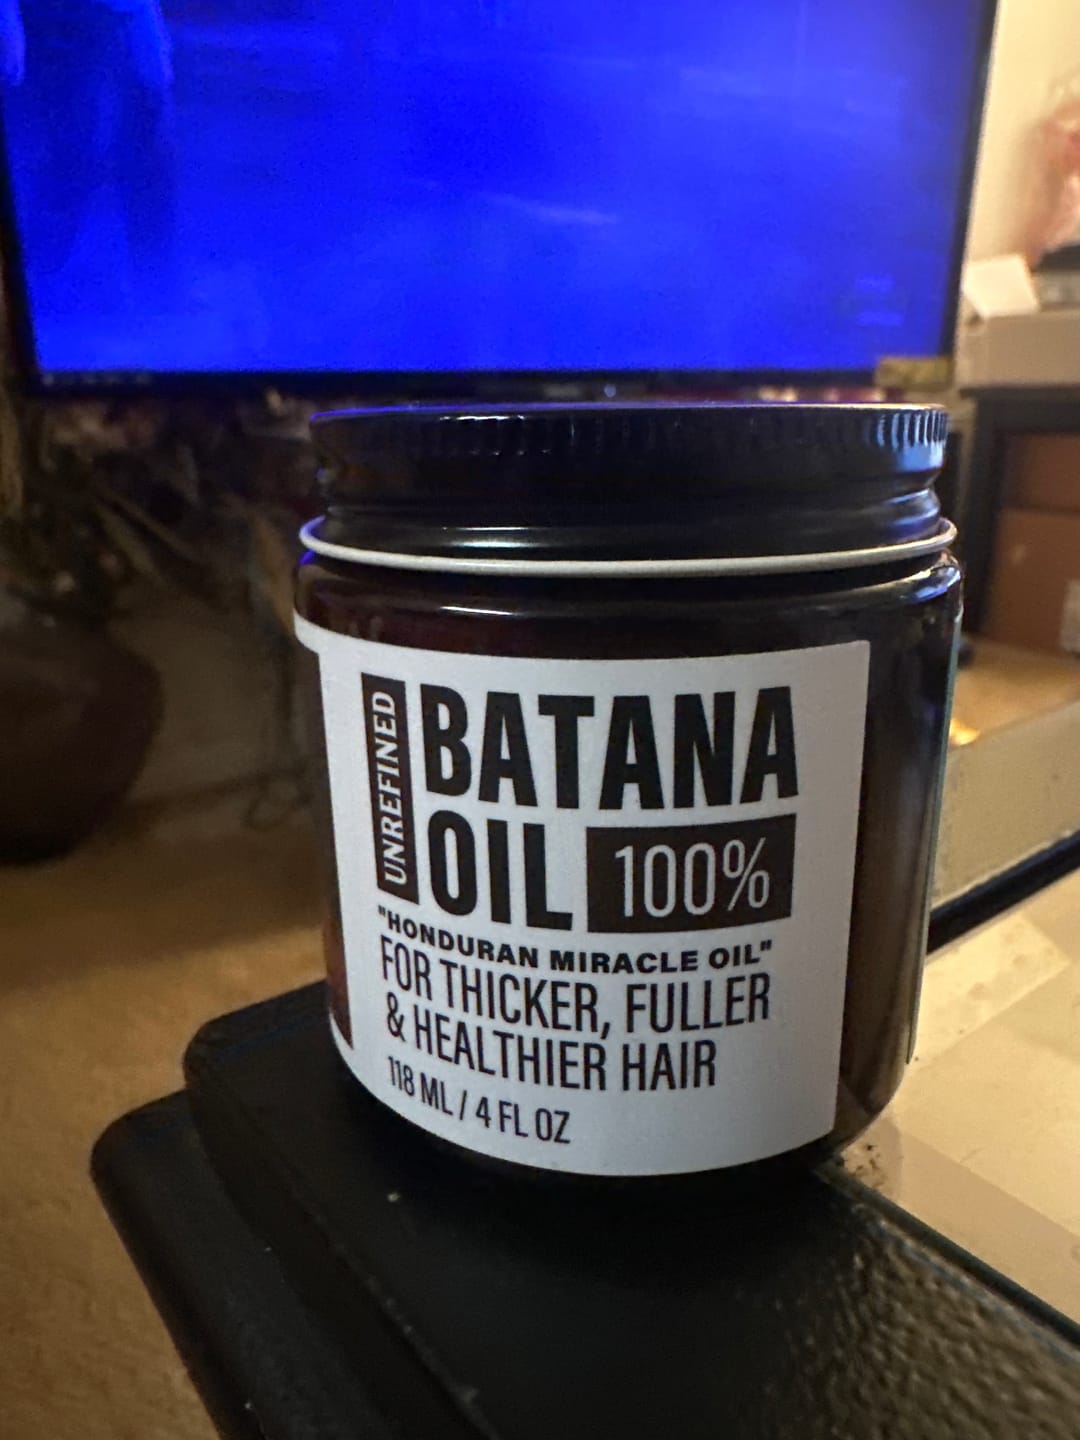 UNREFINED
BATANA
OIL 100%
"HONDURAN MIRACLE OIL"
FOR THICKER, FULLER
& HEALTHIER HAIR
118 ML / 4 FL OZ